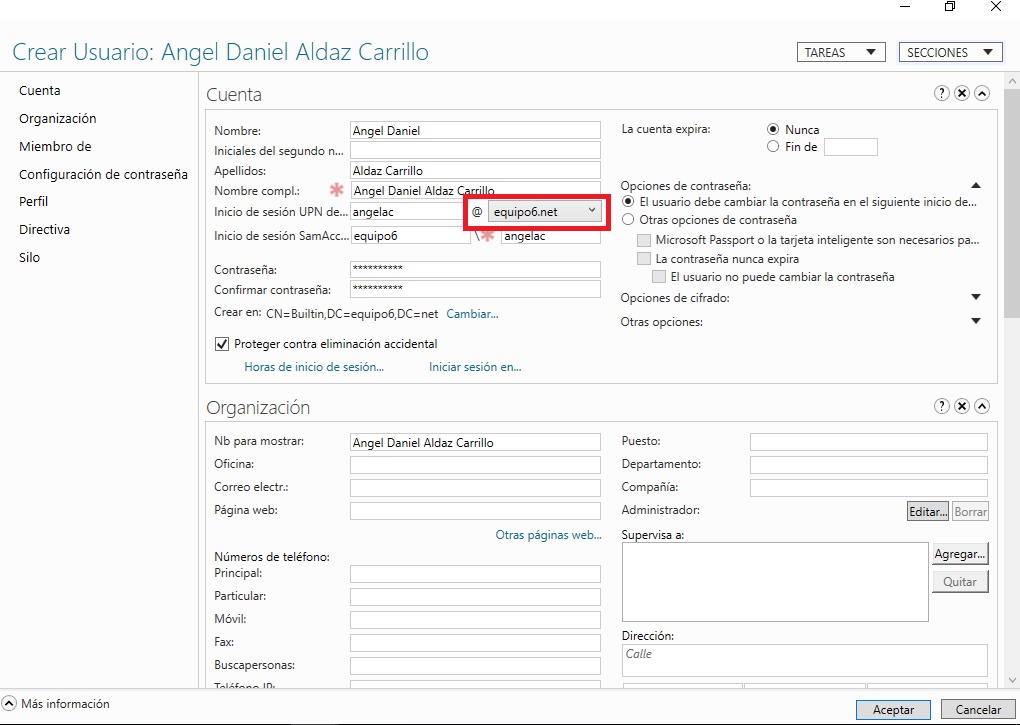 Crear Usuario: Angel Daniel Aldaz Carrillo
TAREAS
SECCIONES
Cuenta
Organización
Miembro de
Configuración de contraseña
Perfil
Directiva
Silo
Cuenta
Nombre: Angel Daniel
Iniciales del segundo n...
Apellidos: Aldaz Carrillo
Nombre compl.: * Angel Daniel Aldaz Carrillo
Inicio de sesión UPN de... angelac @ equipo6.net
Inicio de sesión SamAcc... equipo6 \* angelac
Contraseña: **********
Confirmar contraseña: **********
Crear en: CN=Builtin,DC=equipo6,DC=net Cambiar...
Proteger contra eliminación accidental
Horas de inicio de sesión... Iniciar sesión en...
La cuenta expira: Nunca
Fin de
Opciones de contraseña:
El usuario debe cambiar la contraseña en el siguiente inicio de...
Otras opciones de contraseña
Microsoft Passport o la tarjeta inteligente son necesarios pa...
La contraseña nunca expira
El usuario no puede cambiar la contraseña
Opciones de cifrado:
Otras opciones:
Organización
Nb para mostrar: Angel Daniel Aldaz Carrillo
Oficina:
Correo electr.:
Página web:
Otras páginas web...
Números de teléfono:
Principal:
Particular:
Móvil:
Fax:
Buscapersonas:
Teléfono IP:
Puesto:
Departamento:
Compañía:
Administrador: Editar... Borrar
Supervisa a:
Agregar...
Quitar
Dirección:
Calle
Más información
Aceptar
Cancelar